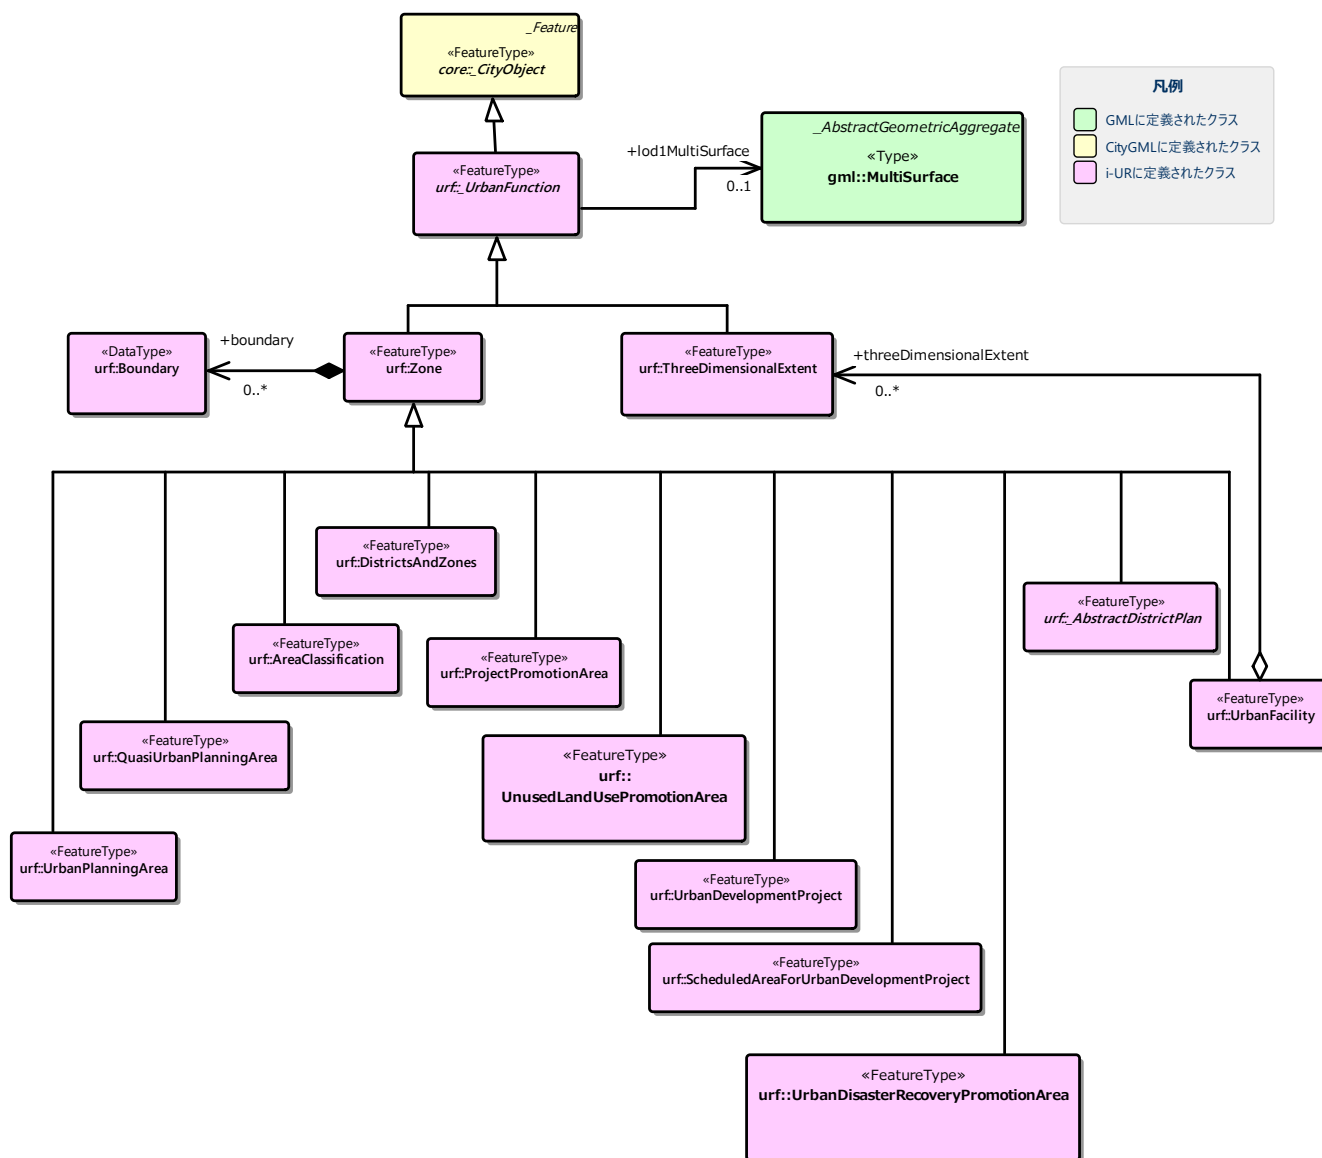 _Feature
«FeatureType»
core::_CityObject
凡例
GMLに定義されたクラス
CityGMLに定義されたクラス
i-URに定義されたクラス
_AbstractGeometricAggregate
«Type»
gml::MultiSurface
+lod1MultiSurface
0..1
«FeatureType»
urf::_UrbanFunction
«DataType»
urf::Boundary
+boundary
0..*
«FeatureType»
urf::Zone
«FeatureType»
urf::ThreeDimensionalExtent
+threeDimensionalExtent
0..*
«FeatureType»
urf::DistrictsAndZones
«FeatureType»
urf::_AbstractDistrictPlan
«FeatureType»
urf::AreaClassification
«FeatureType»
urf::ProjectPromotionArea
«FeatureType»
urf::UrbanFacility
«FeatureType»
urf::QuasiUrbanPlanningArea
«FeatureType»
urf::
UnusedLandUsePromotionArea
«FeatureType»
urf::UrbanPlanningArea
«FeatureType»
urf::UrbanDevelopmentProject
«FeatureType»
urf::ScheduledAreaForUrbanDevelopmentProject
«FeatureType»
urf::UrbanDisasterRecoveryPromotionArea